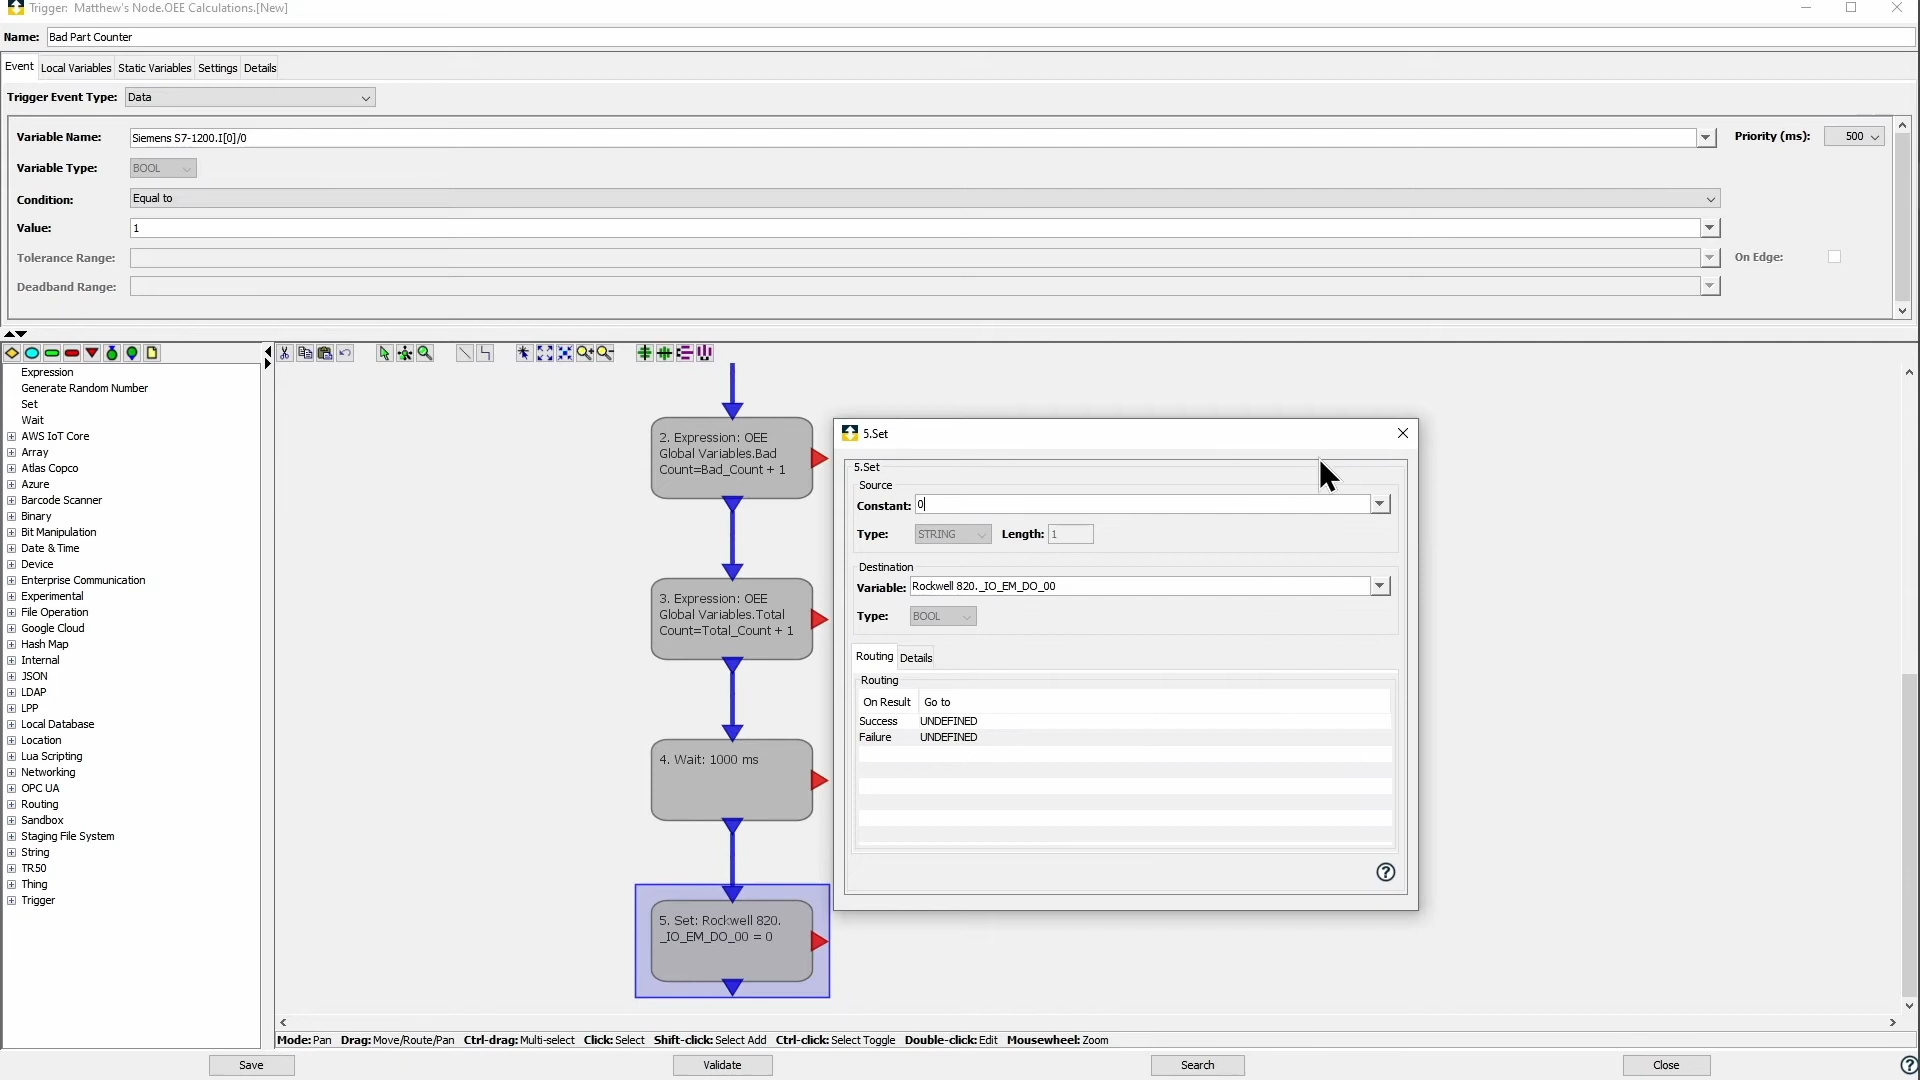 Trigger: Matthew's Node.OEE Calculations.[New]
Name: Bad Part Counter
Event Local Variables Static Variables Settings Details
Trigger Event Type: Data
Variable Name: Siemens S7-1200.I[0]/0 Priority (ms): 500
Variable Type: BOOL
Condition: Equal to
Value: 1
Tolerance Range: On Edge:
Deadband Range:
Expression
Generate Random Number
Set
Wait
AWS IoT Core
Array
Atlas Copco
Azure
Barcode Scanner
Binary
Bit Manipulation
Date & Time
Device
Enterprise Communication
Experimental
File Operation
Google Cloud
Hash Map
Internal
JSON
LDAP
LPP
Local Database
Location
Lua Scripting
Networking
OPC UA
Routing
Sandbox
Staging File System
String
TR50
Thing
Trigger
2. Expression: OEE
Global Variables.Bad
Count=Bad_Count + 1
3. Expression: OEE
Global Variables.Total
Count=Total_Count + 1
4. Wait: 1000 ms
5. Set: Rockwell 820.
_IO_EM_DO_00 = 0
5.Set
5.Set
Source
Constant: 0
Type: STRING Length: 1
Destination
Variable: Rockwell 820._IO_EM_DO_00
Type: BOOL
Routing Details
Routing
On Result Go to
Success UNDEFINED
Failure UNDEFINED
Mode: Pan Drag: Move/Route/Pan Ctrl-drag: Multi-select Click: Select Shift-click: Select Add Ctrl-click: Select Toggle Double-click: Edit Mousewheel: Zoom
Save Validate Search Close